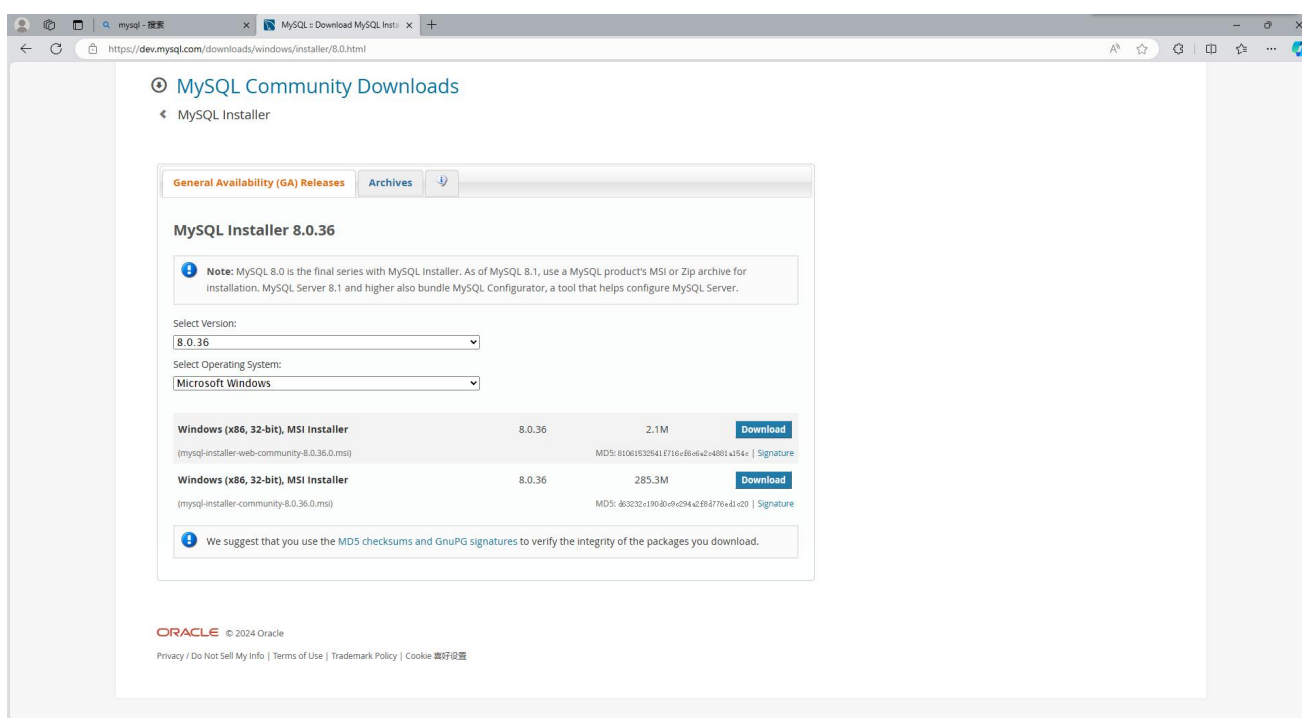 mysql - 搜索
MySQL :: Download MySQL Insta
https://dev.mysql.com/downloads/windows/installer/8.0.html
MySQL Community Downloads
MySQL Installer
General Availability (GA) Releases
Archives
MySQL Installer 8.0.36
Note: MySQL 8.0 is the final series with MySQL Installer. As of MySQL 8.1, use a MySQL product's MSI or Zip archive for
installation. MySQL Server 8.1 and higher also bundle MySQL Configurator, a tool that helps configure MySQL Server.
Select Version:
8.0.36
Select Operating System:
Microsoft Windows
Windows (x86, 32-bit), MSI Installer 8.0.36 2.1M Download
(mysql-installer-web-community-8.0.36.0.msi) MD5: | Signature
Windows (x86, 32-bit), MSI Installer 8.0.36 285.3M Download
(mysql-installer-community-8.0.36.0.msi) MD5: | Signature
We suggest that you use the MD5 checksums and GnuPG signatures to verify the integrity of the packages you download.
ORACLE © 2024 Oracle
Privacy / Do Not Sell My Info | Terms of Use | Trademark Policy | Cookie 喜好设置